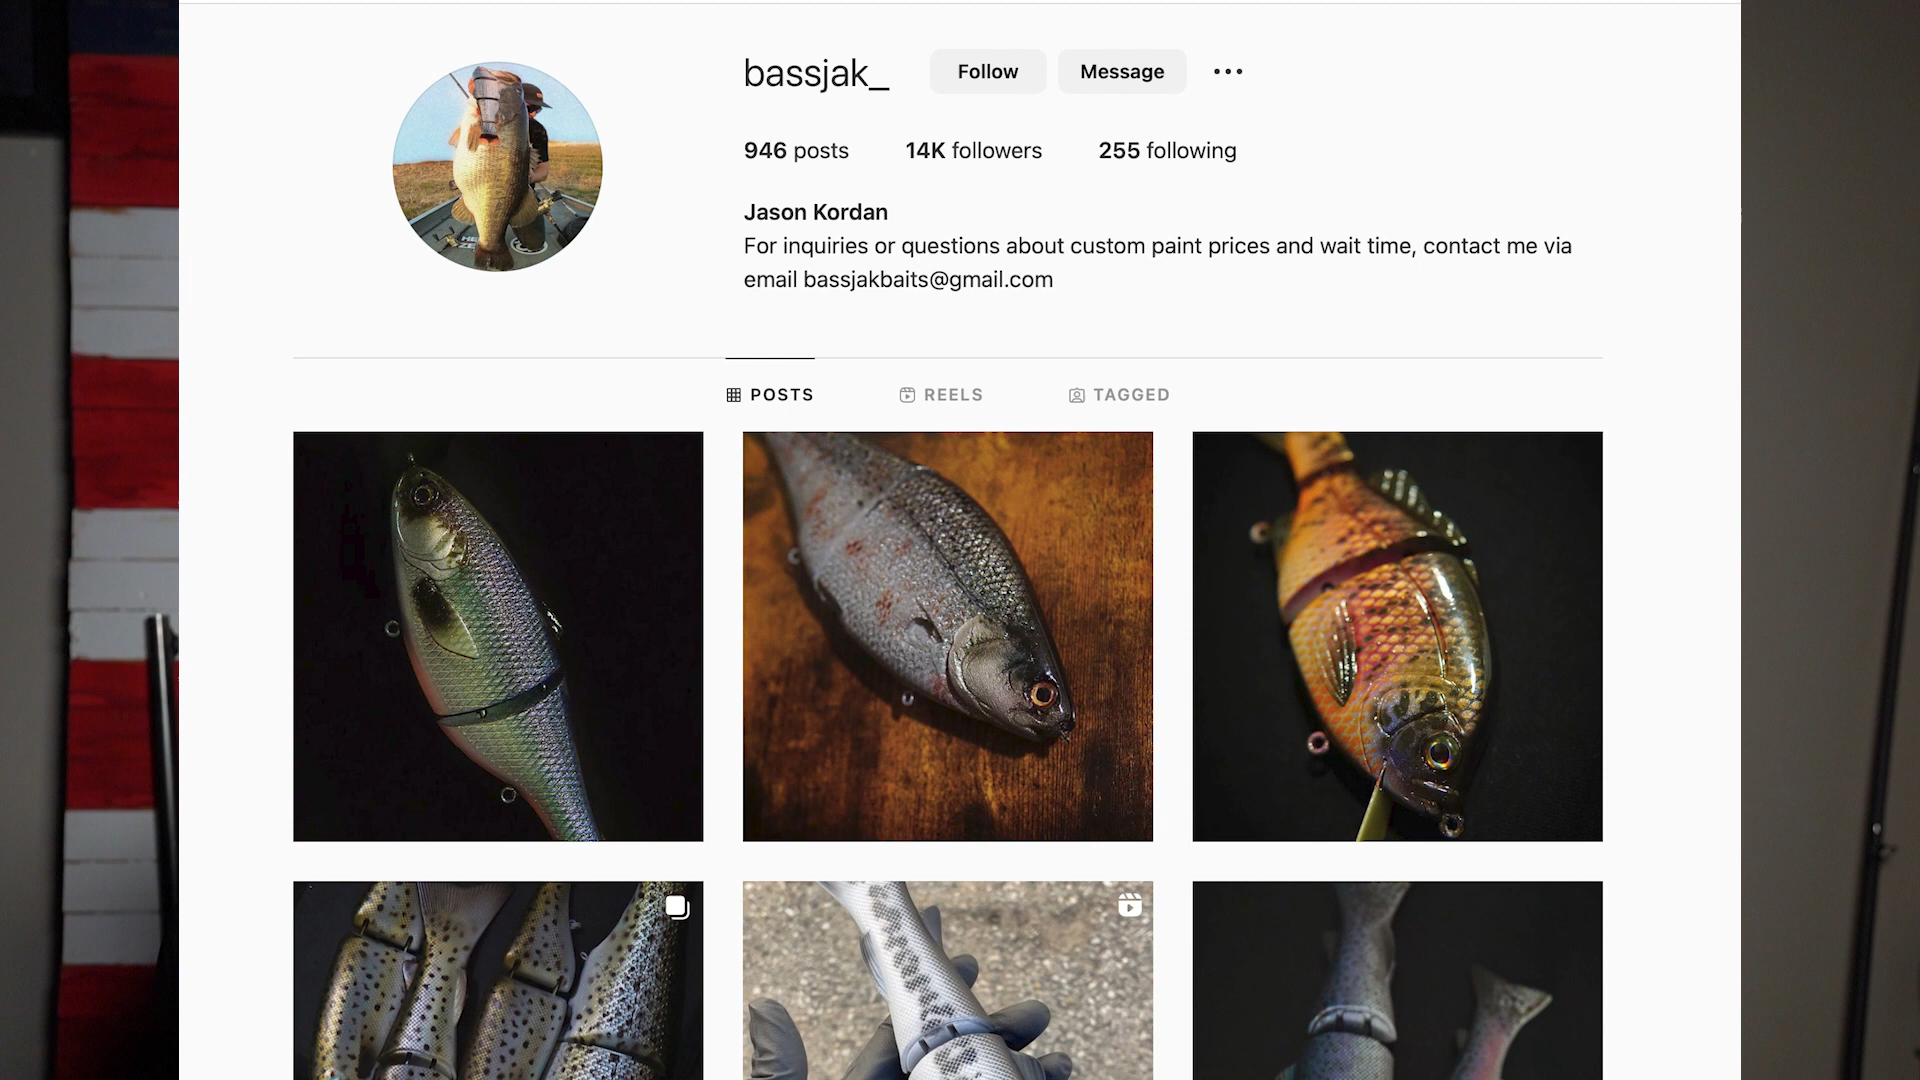 bassjak_ Follow Message
946 posts 14K followers 255 following
Jason Kordan
For inquiries or questions about custom paint prices and wait time, contact me via
email bassjakbaits@gmail.com
POSTS REELS TAGGED